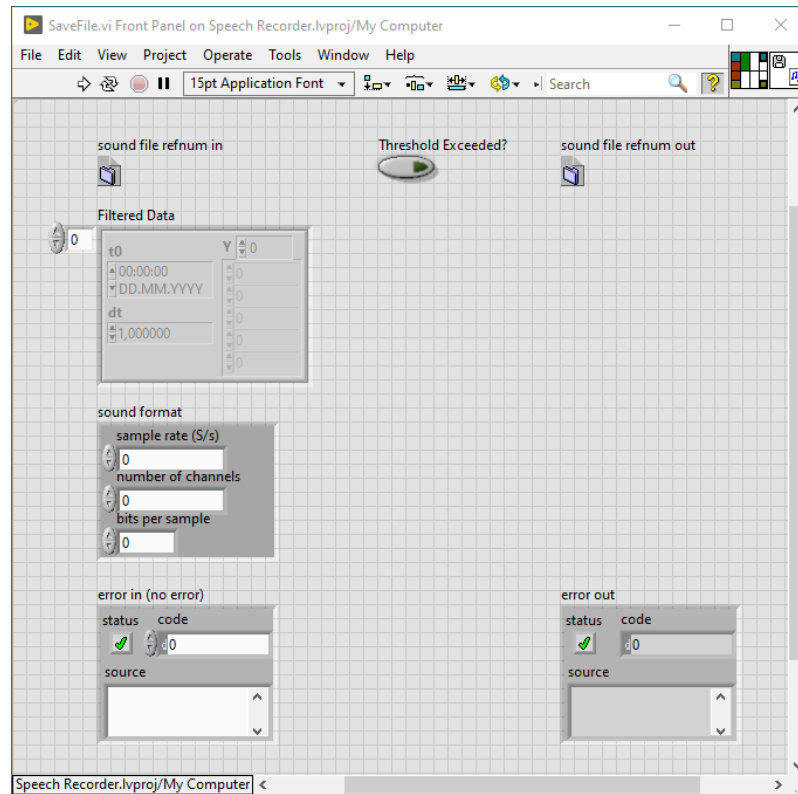 SaveFile.vi Front Panel on Speech Recorder.lvproj/My Computer
File Edit View Project Operate Tools Window Help
15pt Application Font Search ?
sound file refnum in Threshold Exceeded? sound file refnum out
Filtered Data
0
t0 Y 0
00:00:00 0
DD.MM.YYYY 0
dt 0
1,000000 0
0
sound format
sample rate (S/s)
0
number of channels
0
bits per sample
0
error in (no error) error out
status code status code
d0 d0
source source
Speech Recorder.lvproj/My Computer